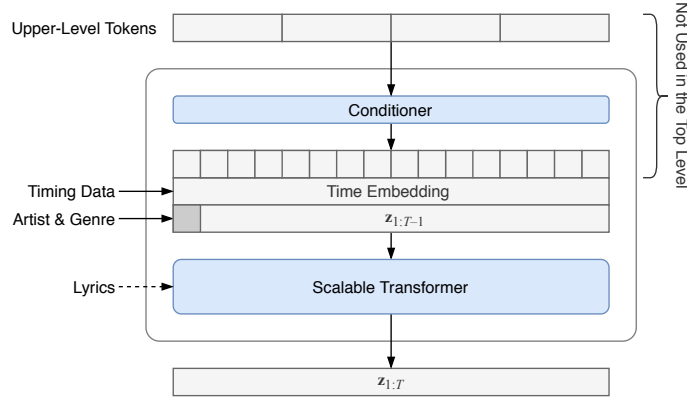 Upper-Level Tokens
Not Used in the Top Level
Conditioner
Timing Data
Time Embedding
Artist & Genre
z1:T–1
Lyrics
Scalable Transformer
z1:T